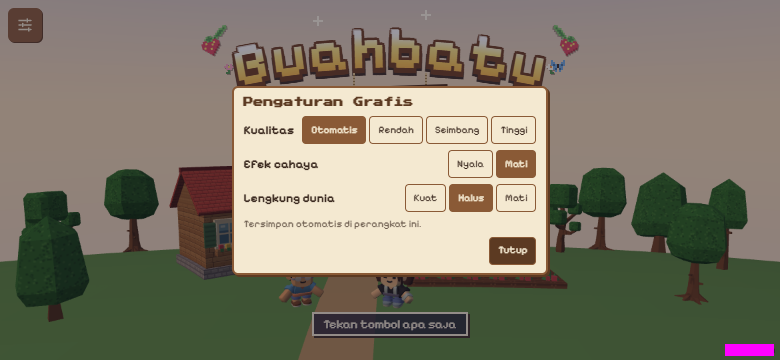 Buahbatu
Pengaturan Grafis
Kualitas Otomatis Rendah Seimbang Tinggi
Efek cahaya Nyala Mati
Lengkung dunia Kuat Halus Mati
Tersimpan otomatis di perangkat ini.
Tutup
Tekan tombol apa saja